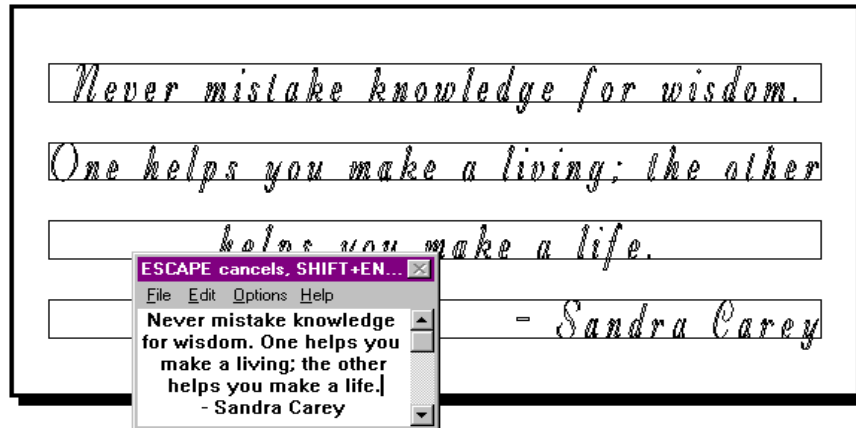 Never mistake knowledge for wisdom.
One helps you make a living; the other
helps you make a life.
- Sandra Carey
ESCAPE cancels, SHIFT+EN...
File Edit Options Help
Never mistake knowledge
for wisdom. One helps you
make a living; the other
helps you make a life.
- Sandra Carey